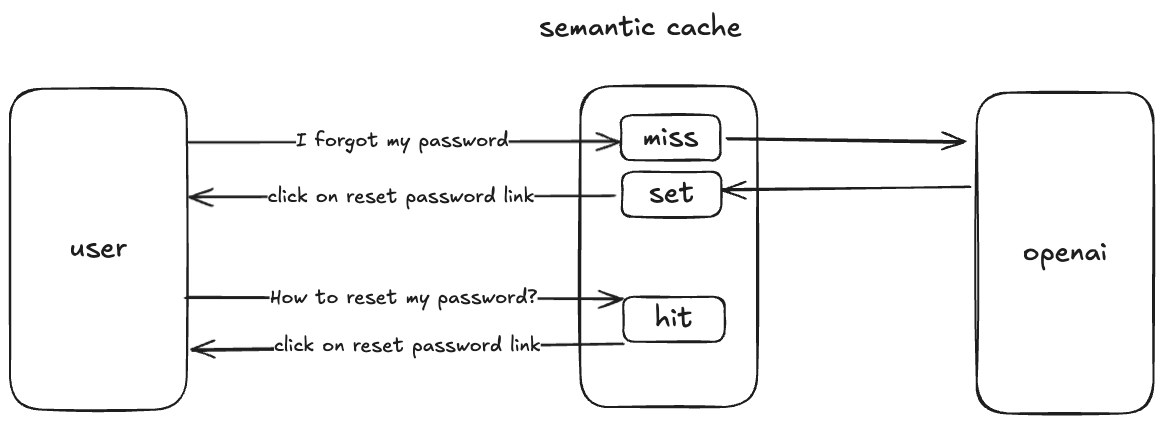 semantic cache
I forgot my password
miss
click on reset password link
set
user
openai
How to reset my password?
hit
click on reset password link